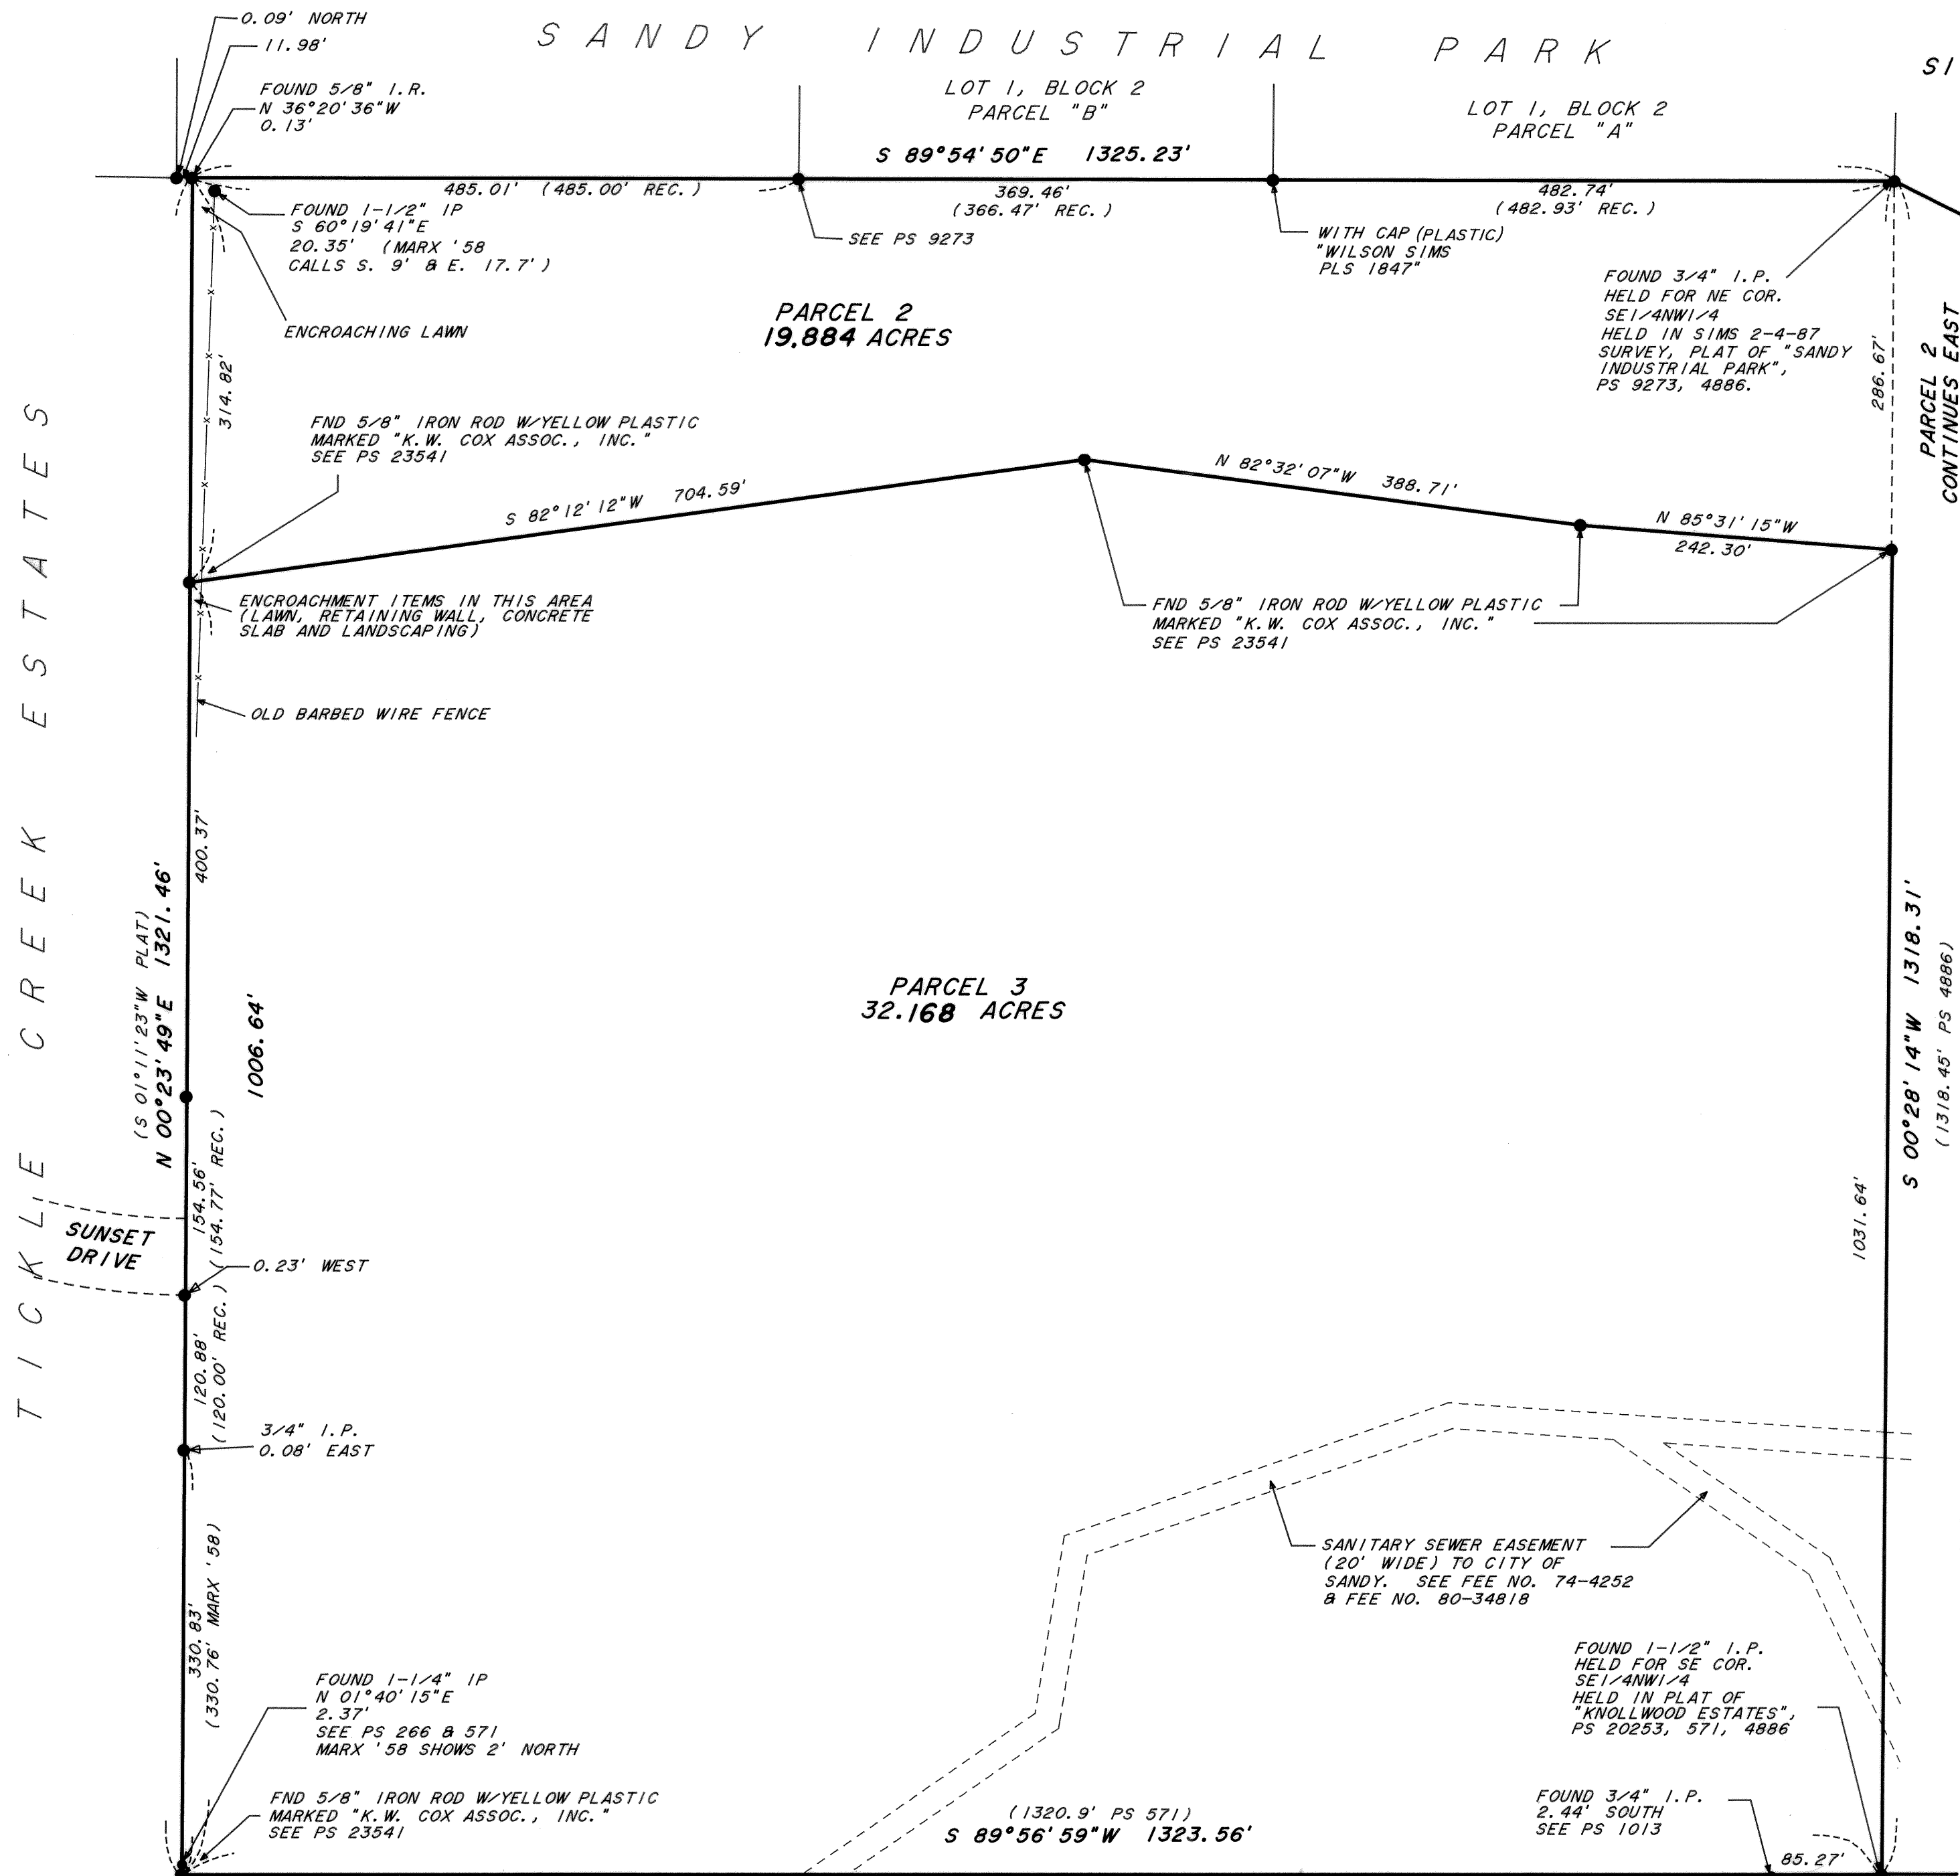 0.09' NORTH
11.98'
FOUND 5/8" I.R.
N 36°20'36"W
0.13'
SANDY INDUSTRIAL PARK
SI
LOT 1, BLOCK 2
PARCEL "B"
LOT 1, BLOCK 2
PARCEL "A"
S 89°54'50"E 1325.23'
485.01' (485.00' REC.)
369.46'
(366.47' REC.)
482.74'
(482.93' REC.)
FOUND 1-1/2" IP
S 60°19'41"E
20.35' (MARX '58
CALLS S. 9' & E. 17.7')
SEE PS 9273
WITH CAP (PLASTIC)
"WILSON SIMS
PLS 1847"
FOUND 3/4" I.P.
HELD FOR NE COR.
SE1/4NW1/4
HELD IN SIMS 2-4-87
SURVEY, PLAT OF "SANDY
INDUSTRIAL PARK",
PS 9273, 4886.
ENCROACHING LAWN
PARCEL 2
19.884 ACRES
314.82'
286.67'
PARCEL 2
CONTINUES EAST
FND 5/8" IRON ROD W/YELLOW PLASTIC
MARKED "K.W. COX ASSOC., INC."
SEE PS 23541
S 82°12'12"W 704.59'
N 82°32'07"W 388.71'
N 85°31'15"W
242.30'
ENCROACHMENT ITEMS IN THIS AREA
(LAWN, RETAINING WALL, CONCRETE
SLAB AND LANDSCAPING)
FND 5/8" IRON ROD W/YELLOW PLASTIC
MARKED "K.W. COX ASSOC., INC."
SEE PS 23541
OLD BARBED WIRE FENCE
TICKLE CREEK ESTATES
400.37'
(S 01°11'23"W PLAT)
N 00°23'49"E 1321.46'
1006.64'
PARCEL 3
32.168 ACRES
S 00°28'14"W 1318.31'
(1318.45' PS 4886)
1031.64'
154.56'
(154.77' REC.)
SUNSET
DRIVE
0.23' WEST
120.88'
(120.00' REC.)
3/4" I.P.
0.08' EAST
SANITARY SEWER EASEMENT
(20' WIDE) TO CITY OF
SANDY. SEE FEE NO. 74-4252
& FEE NO. 80-34818
330.83'
(330.76' MARX '58)
FOUND 1-1/4" IP
N 01°40'15"E
2.37'
SEE PS 266 & 571
MARX '58 SHOWS 2' NORTH
FOUND 1-1/2" I.P.
HELD FOR SE COR.
SE1/4NW1/4
HELD IN PLAT OF
"KNOLLWOOD ESTATES",
PS 20253, 571, 4886
FND 5/8" IRON ROD W/YELLOW PLASTIC
MARKED "K.W. COX ASSOC., INC."
SEE PS 23541
(1320.9' PS 571)
S 89°56'59"W 1323.56'
FOUND 3/4" I.P.
2.44' SOUTH
SEE PS 1013
85.27'